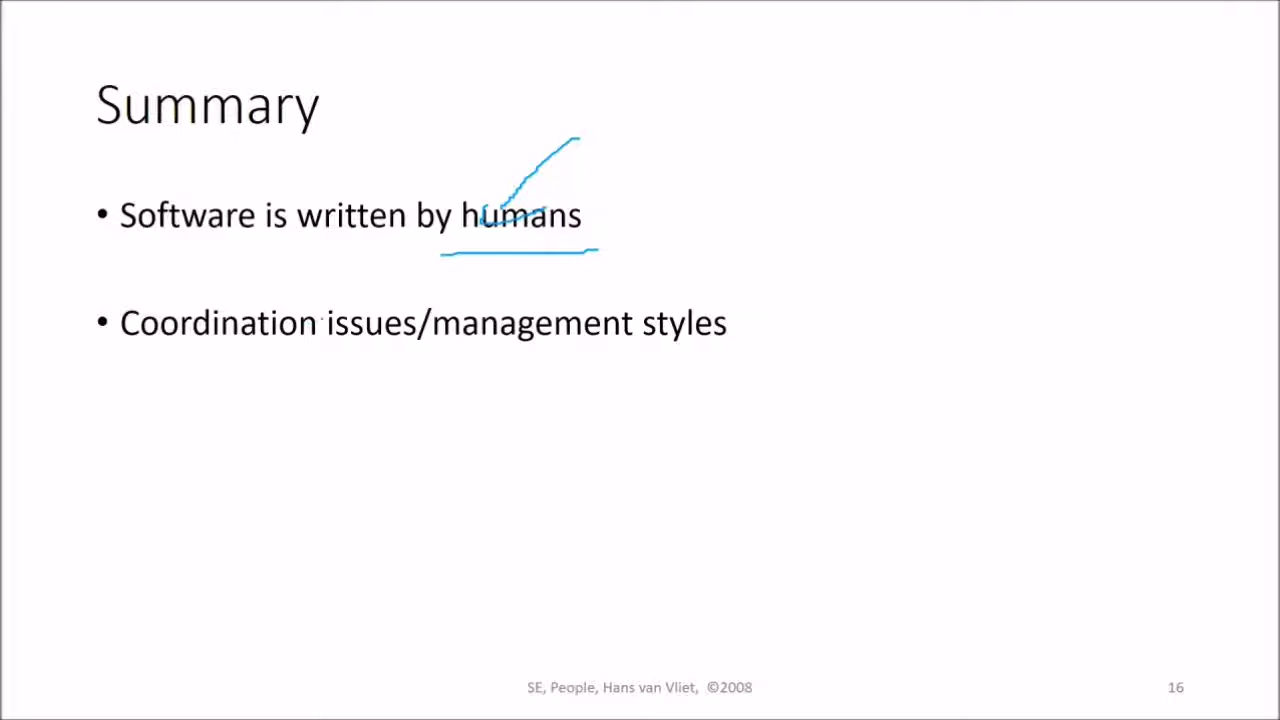 Summary
• Software is written by humans
• Coordination issues/management styles
SE, People, Hans van Vliet, ©2008
16